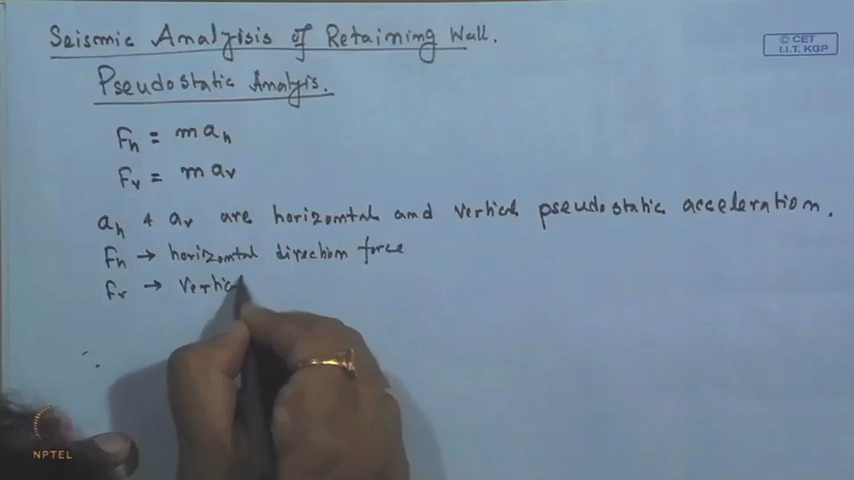 Seismic Analysis of Retaining Wall.
© CET
I.I.T. KGP
Pseudostatic Analyis.
Fh = m ah
Fv = m av
ah & av are horizontal and vertical pseudostatic acceleration.
Fh → horizontal direction force
Fv → vertic
NPTEL